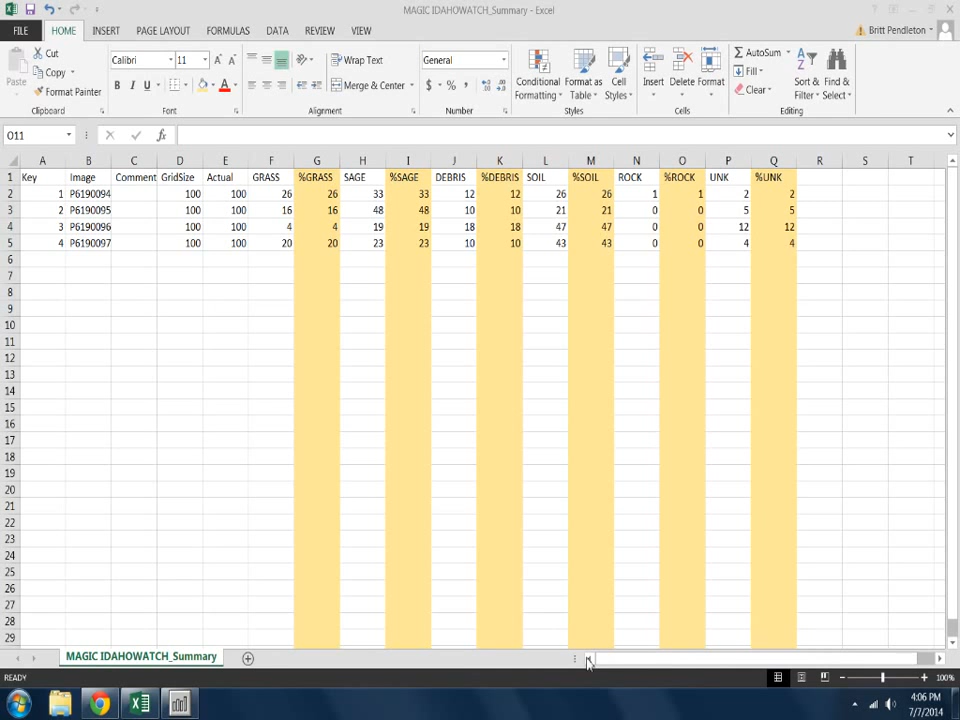 MAGIC IDAHOWATCH_Summary - Excel
FILE HOME INSERT PAGE LAYOUT FORMULAS DATA REVIEW VIEW Britt Pendleton
Paste Cut Copy Format Painter Clipboard
Calibri 11 A A B I U A Font
Wrap Text Merge & Center Alignment
General $ % , Number
Conditional Formatting Format as Table Cell Styles Styles
Insert Delete Format Cells
AutoSum Fill Clear Sort & Filter Find & Select Editing
O11 fx
A B C D E F G H I J K L M N O P Q R S T
1 Key Image Comment GridSize Actual GRASS %GRASS SAGE %SAGE DEBRIS %DEBRIS SOIL %SOIL ROCK %ROCK UNK %UNK
2 1 P6190094 100 100 26 26 33 33 12 12 26 26 1 1 2 2
3 2 P6190095 100 100 16 16 48 48 10 10 21 21 0 0 5 5
4 3 P6190096 100 100 4 4 19 19 18 18 47 47 0 0 12 12
5 4 P6190097 100 100 20 20 23 23 10 10 43 43 0 0 4 4
6
7
8
9
10
11
12
13
14
15
16
17
18
19
20
21
22
23
24
25
26
27
28
29
MAGIC IDAHOWATCH_Summary
READY 100%
4:06 PM
7/7/2014